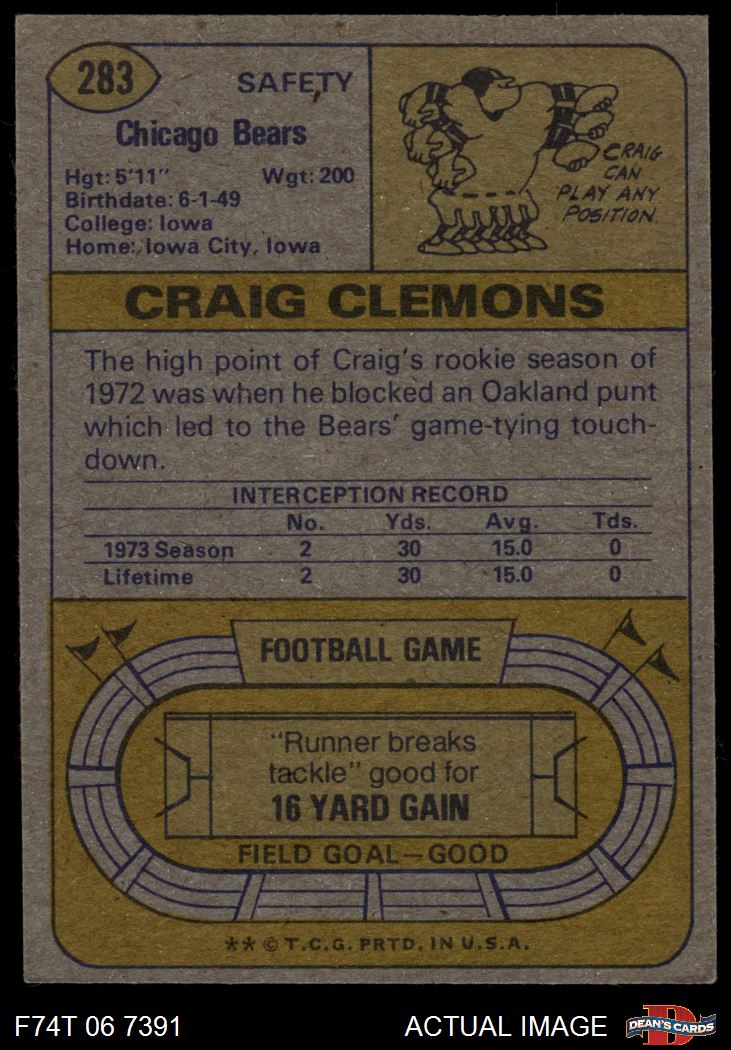 283
SAFETY
Chicago Bears
Hgt: 5'11" Wgt: 200
Birthdate: 6-1-49
College: Iowa
Home: Iowa City, Iowa
CRAIG
CAN
PLAY ANY
POSITION
CRAIG CLEMONS
The high point of Craig's rookie season of
1972 was when he blocked an Oakland punt
which led to the Bears' game-tying touch-
down.
INTERCEPTION RECORD
No. Yds. Avg. Tds.
1973 Season 2 30 15.0 0
Lifetime 2 30 15.0 0
FOOTBALL GAME
"Runner breaks
tackle" good for
16 YARD GAIN
FIELD GOAL—GOOD
** © T.C.G. PRTD. IN U.S.A.
F74T 06 7391 ACTUAL IMAGE
D
DEAN'S CARDS